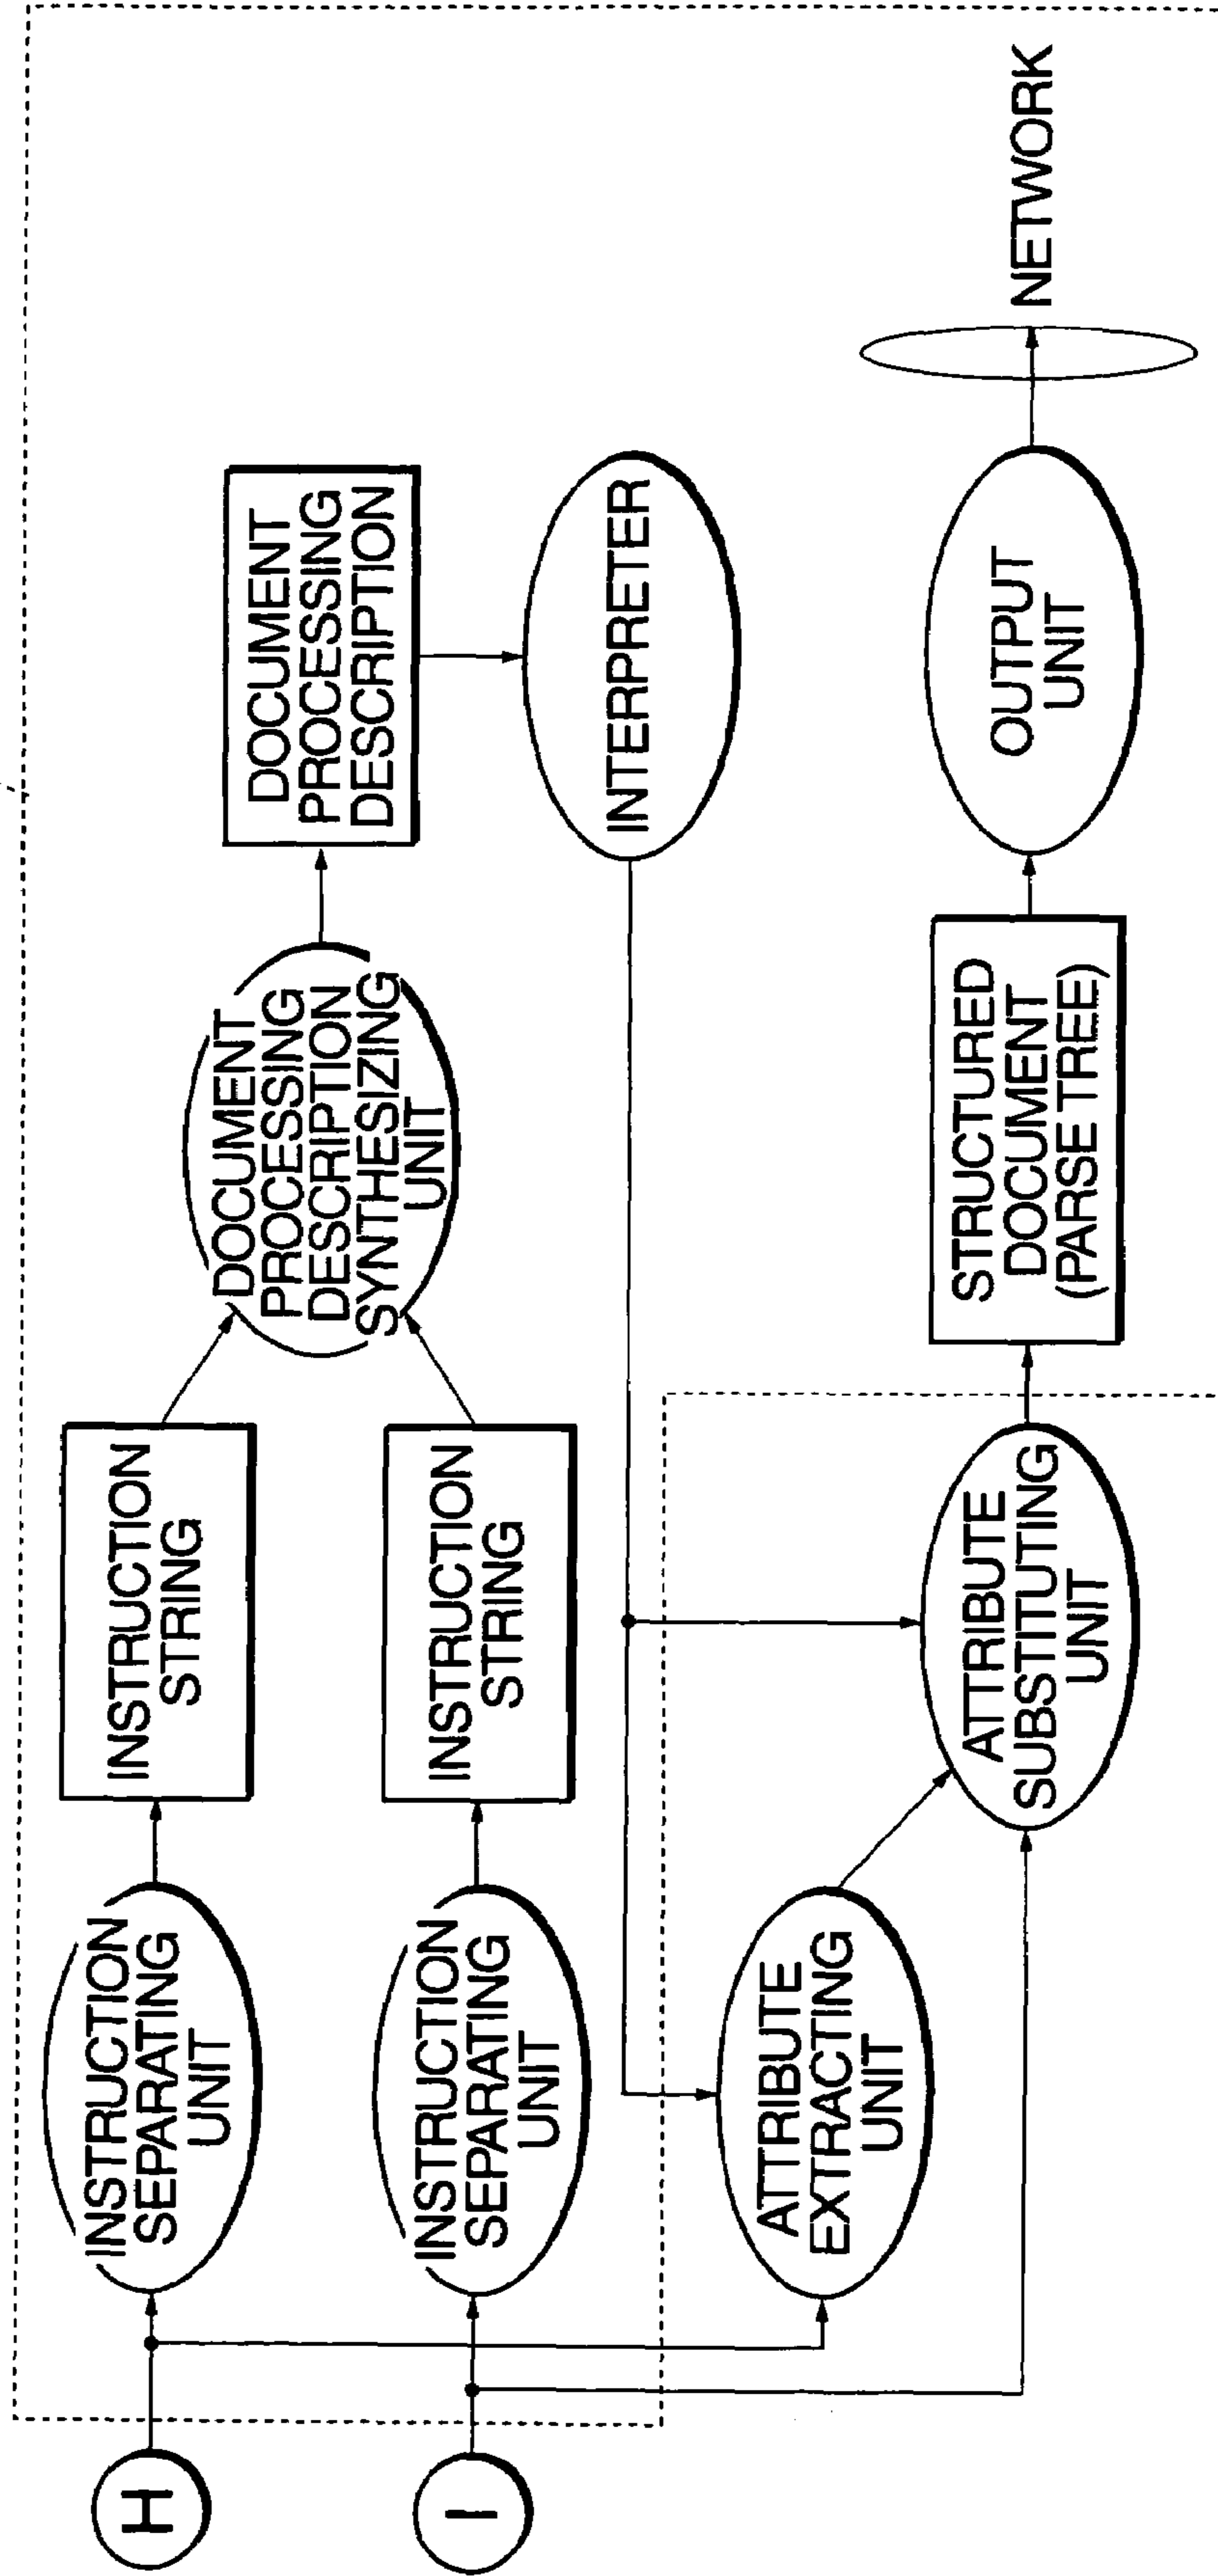 H
INSTRUCTION
SEPARATING
UNIT
INSTRUCTION
STRING
DOCUMENT
PROCESSING
DESCRIPTION
SYNTHESIZING
UNIT
DOCUMENT
PROCESSING
DESCRIPTION
I
INSTRUCTION
SEPARATING
UNIT
INSTRUCTION
STRING
INTERPRETER
ATTRIBUTE
EXTRACTING
UNIT
ATTRIBUTE
SUBSTITUTING
UNIT
STRUCTURED
DOCUMENT
(PARSE TREE)
OUTPUT
UNIT
NETWORK